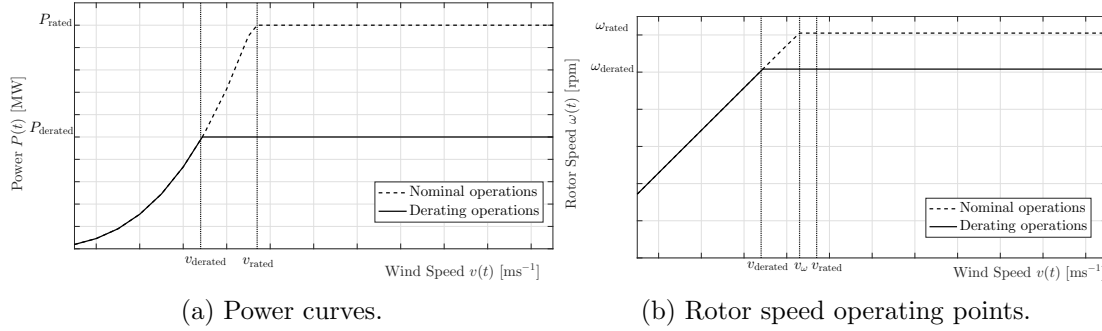 P_rated
P_derated
Power P(t) [MW]
Nominal operations
Derating operations
v_derated v_rated
Wind Speed v(t) [ms⁻¹]
(a) Power curves.
ω_rated
ω_derated
Rotor Speed ω(t) [rpm]
Nominal operations
Derating operations
v_derated v_ω v_rated
Wind Speed v(t) [ms⁻¹]
(b) Rotor speed operating points.